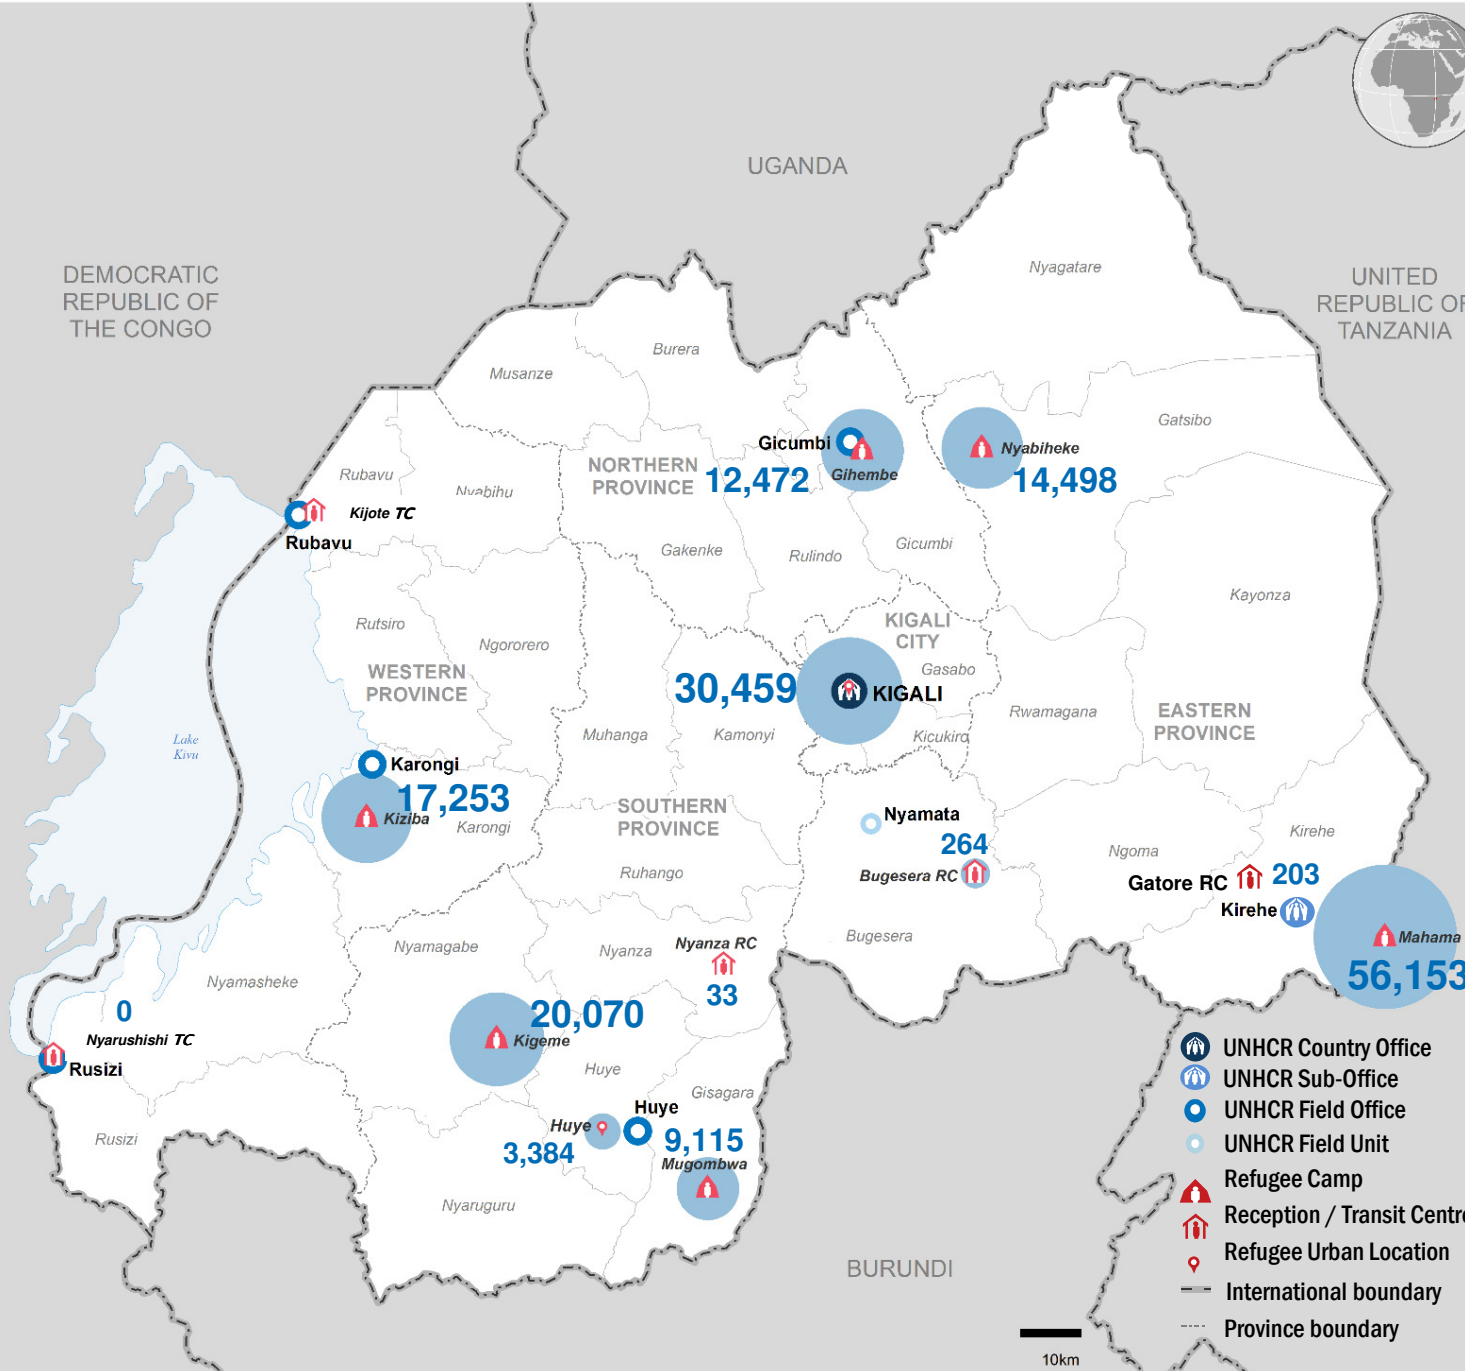 UGANDA
DEMOCRATIC
REPUBLIC OF
THE CONGO
UNITED
REPUBLIC OF
TANZANIA
Nyagatare
Burera
Musanze
Gatsibo
Gicumbi
Nyabiheke
14,498
NORTHERN
PROVINCE
12,472
Gihembe
Rubavu
Nyabihu
Kijote TC
Rubavu
Gakenke
Rulindo
Gicumbi
Kayonza
Rutsiro
Ngororero
KIGALI
CITY
Gasabo
WESTERN
PROVINCE
30,459
KIGALI
Rwamagana
EASTERN
PROVINCE
Lake
Kivu
Muhanga
Kamonyi
Kicukiro
Karongi
17,253
Kiziba
Karongi
SOUTHERN
PROVINCE
Nyamata
264
Bugesera RC
Ngoma
Kirehe
Ruhango
Gatore RC
203
Kirehe
Mahama
56,153
Nyamagabe
Nyanza
Nyanza RC
33
Bugesera
Nyamasheke
0
Nyarushishi TC
Rusizi
20,070
Kigeme
Huye
Gisagara
Huye
Huye
3,384
9,115
Mugombwa
Rusizi
Nyaruguru
BURUNDI
UNHCR Country Office
UNHCR Sub-Office
UNHCR Field Office
UNHCR Field Unit
Refugee Camp
Reception / Transit Centre
Refugee Urban Location
International boundary
Province boundary
10km